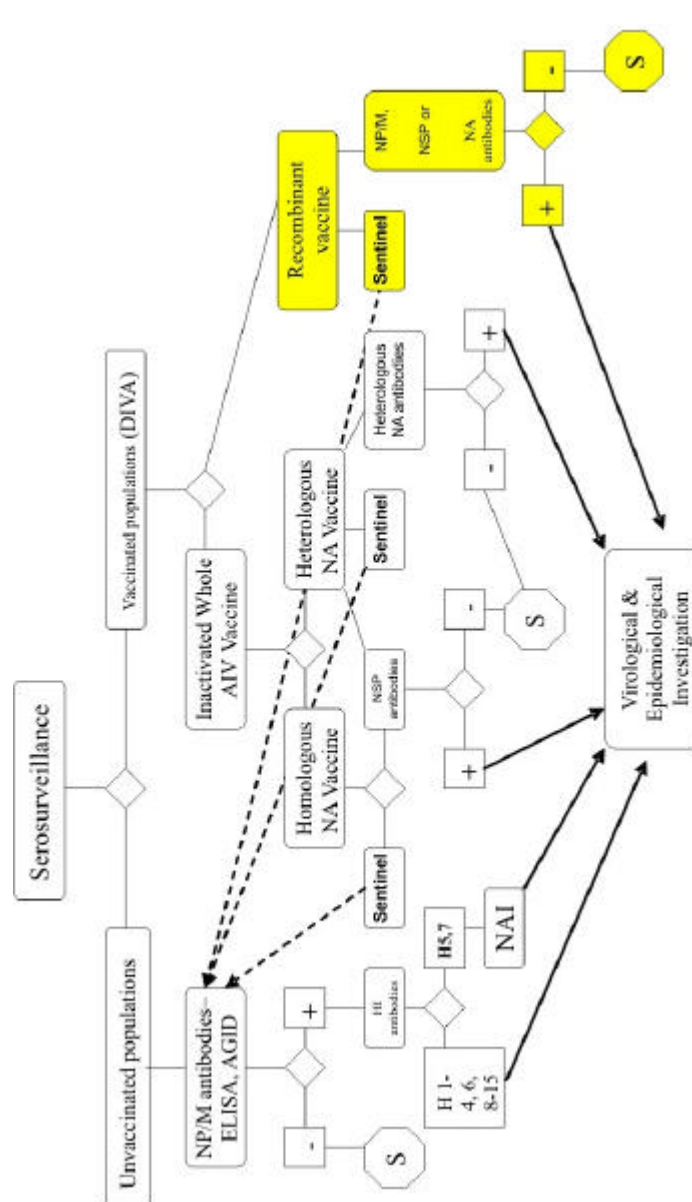 Serosurveillance
Unvaccinated populations
Vaccinated populations (DIVA)
NP/M antibodies–
ELISA, AGID
-
+
S
HI
antibodies
H 1-
4, 6,
8-15
H5,7
NAI
Inactivated Whole
AIV Vaccine
Homologous
NA Vaccine
Heterologous
NA Vaccine
Sentinel
NSP
antibodies
Sentinel
Heterologous
NA antibodies
+
-
S
-
+
Recombinant
vaccine
Sentinel
NP/M,
NSP or
NA
antibodies
+
-
S
Virological &
Epidemiological
Investigation